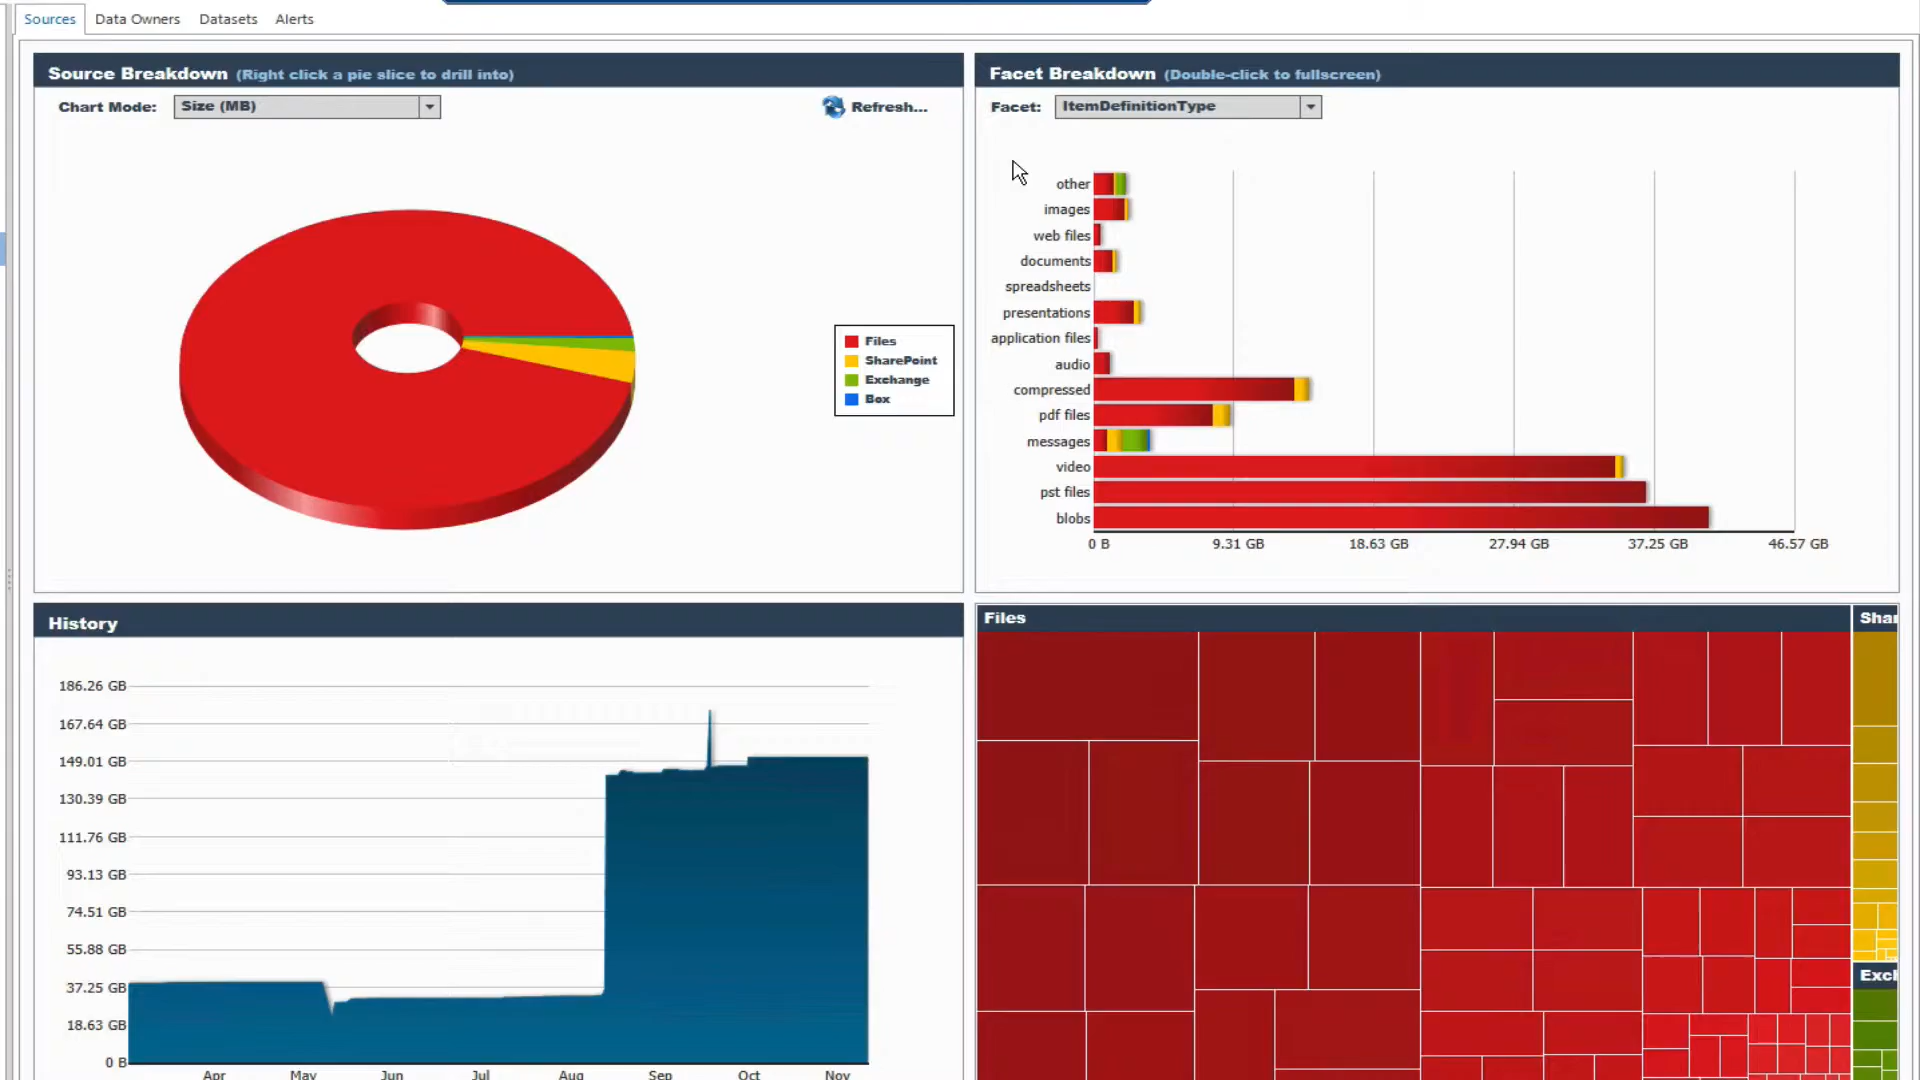 Sources Data Owners Datasets Alerts
Source Breakdown (Right click a pie slice to drill into)
Chart Mode: Size (MB) Refresh...
Files
SharePoint
Exchange
Box
Facet Breakdown (Double-click to fullscreen)
Facet: ItemDefinitionType
other
images
web files
documents
spreadsheets
presentations
application files
audio
compressed
pdf files
messages
video
pst files
blobs
0 B 9.31 GB 18.63 GB 27.94 GB 37.25 GB 46.57 GB
History
186.26 GB
167.64 GB
149.01 GB
130.39 GB
111.76 GB
93.13 GB
74.51 GB
55.88 GB
37.25 GB
18.63 GB
0 B
Apr May Jun Jul Aug Sep Oct Nov
Files
Shar
Exch